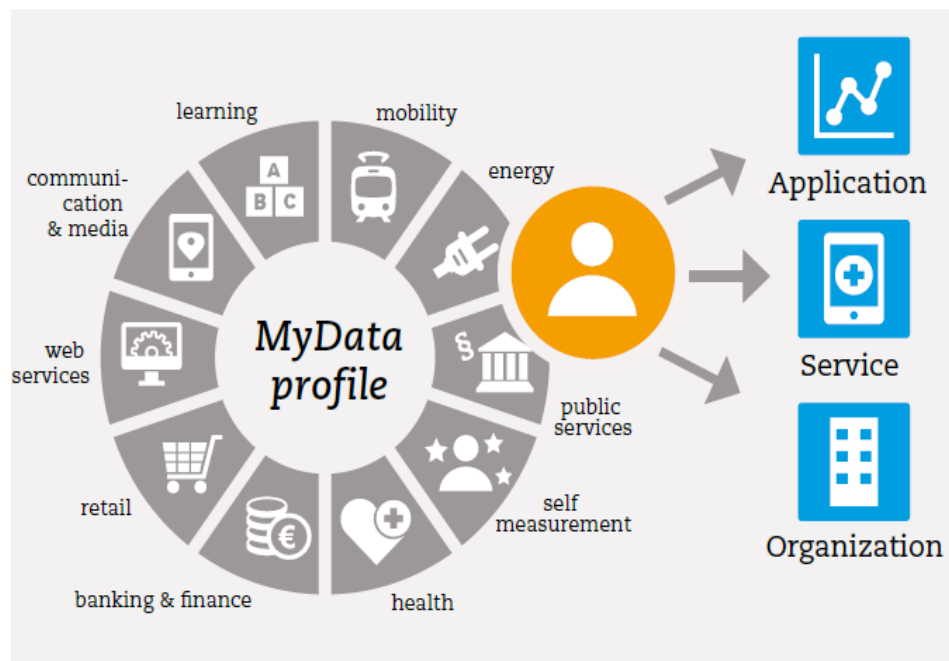 learning
mobility
communi-
cation
& media
energy
web
services
MyData
profile
§
public
services
retail
self
measurement
banking & finance
health
A
B C
€
Application
Service
Organization